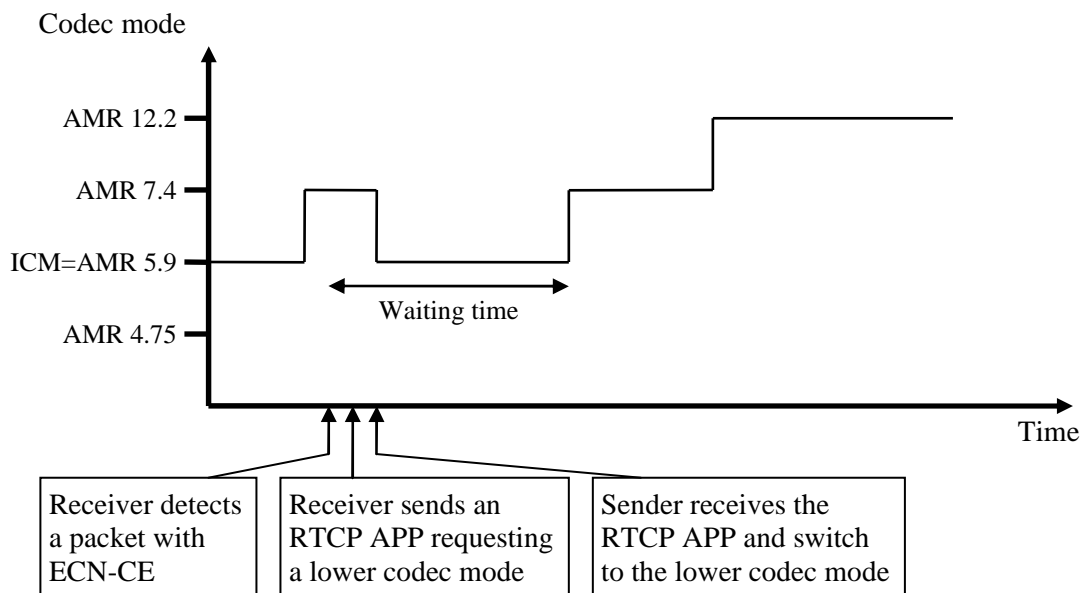 Codec mode
AMR 12.2
AMR 7.4
ICM=AMR 5.9
Waiting time
AMR 4.75
Time
Receiver detects
a packet with
ECN-CE
Receiver sends an
RTCP APP requesting
a lower codec mode
Sender receives the
RTCP APP and switch
to the lower codec mode